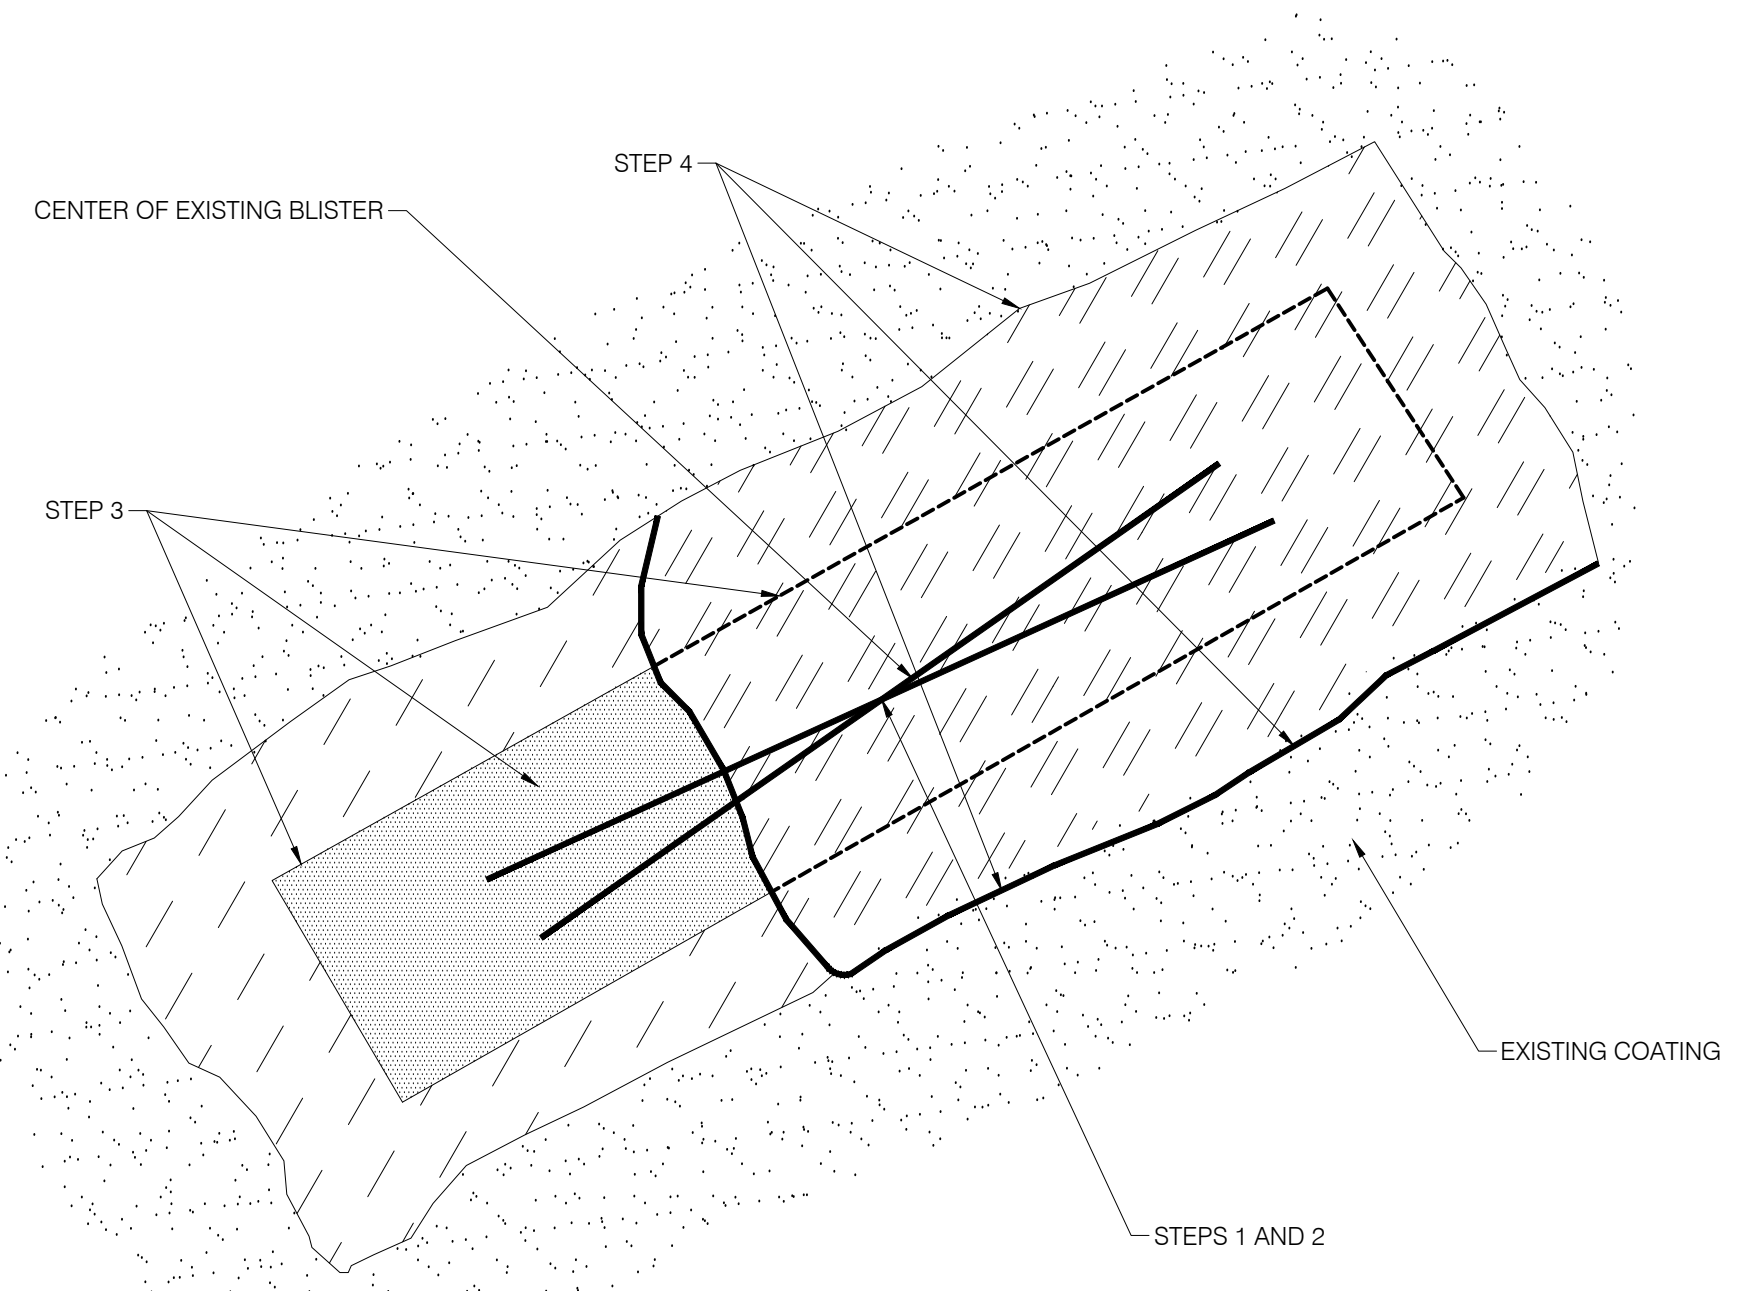 STEP 4
CENTER OF EXISTING BLISTER
STEP 3
EXISTING COATING
STEPS 1 AND 2